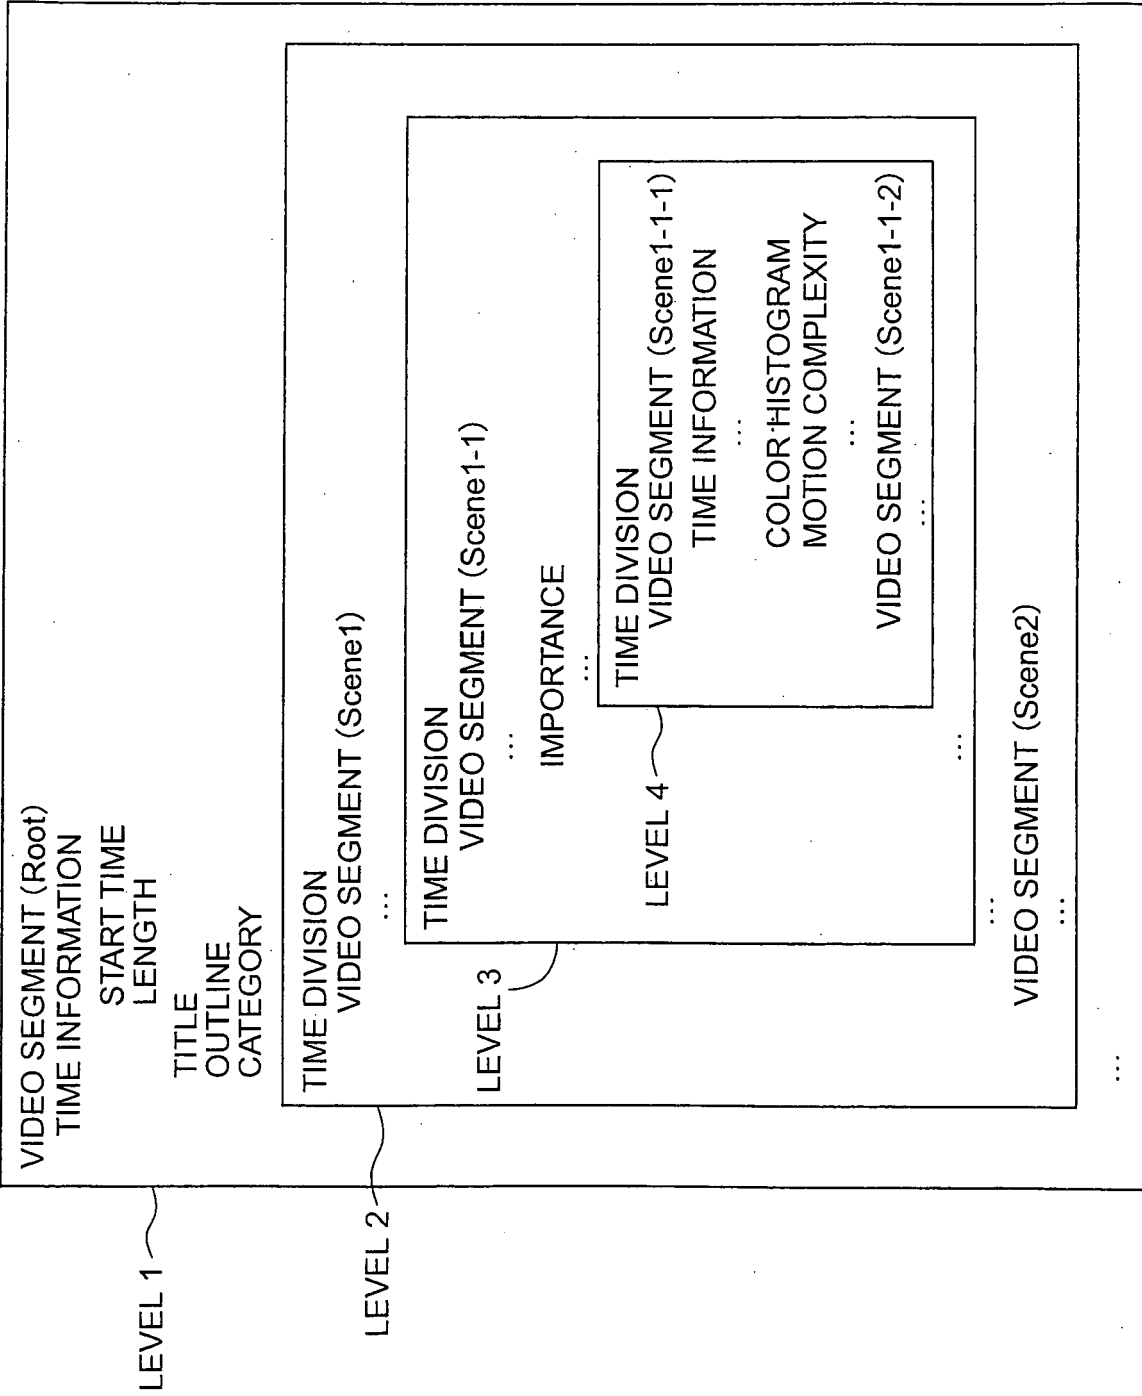 VIDEO SEGMENT (Root)
TIME INFORMATION
START TIME
LENGTH
TITLE
OUTLINE
CATEGORY
LEVEL 1
TIME DIVISION
VIDEO SEGMENT (Scene1)
...
LEVEL 2
TIME DIVISION
VIDEO SEGMENT (Scene1-1)
...
IMPORTANCE
...
LEVEL 3
TIME DIVISION
VIDEO SEGMENT (Scene1-1-1)
TIME INFORMATION
...
COLOR HISTOGRAM
MOTION COMPLEXITY
...
VIDEO SEGMENT (Scene1-1-2)
...
LEVEL 4
...
...
VIDEO SEGMENT (Scene2)
...
...